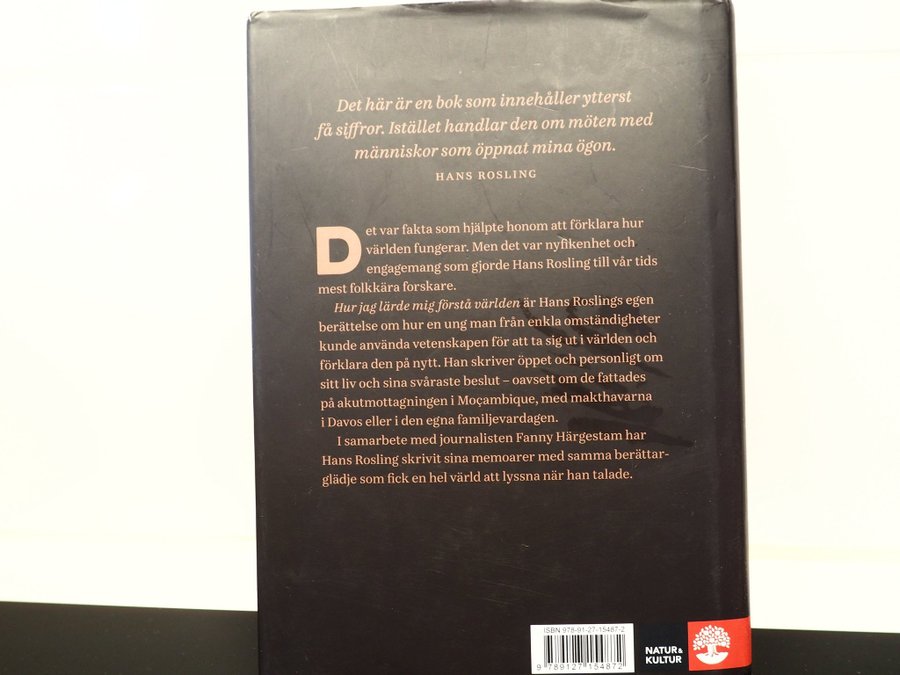 Det här är en bok som innehåller ytterst
få siffror. Istället handlar den om möten med
människor som öppnat mina ögon.
HANS ROSLING
Det var fakta som hjälpte honom att förklara hur
världen fungerar. Men det var nyfikenhet och
engagemang som gjorde Hans Rosling till vår tids
mest folkkära forskare.
Hur jag lärde mig förstå världen är Hans Roslings egen
berättelse om hur en ung man från enkla omständigheter
kunde använda vetenskapen för att ta sig ut i världen och
förklara den på nytt. Han skriver öppet och personligt om
sitt liv och sina svåraste beslut – oavsett om de fattades
på akutmottagningen i Moçambique, med makthavarna
i Davos eller i den egna familjevardagen.
I samarbete med journalisten Fanny Härgestam har
Hans Rosling skrivit sina memoarer med samma berättar-
glädje som fick en hel värld att lyssna när han talade.
ISBN 978-91-27-15487-2
9 789127 154872
NATUR &
KULTUR